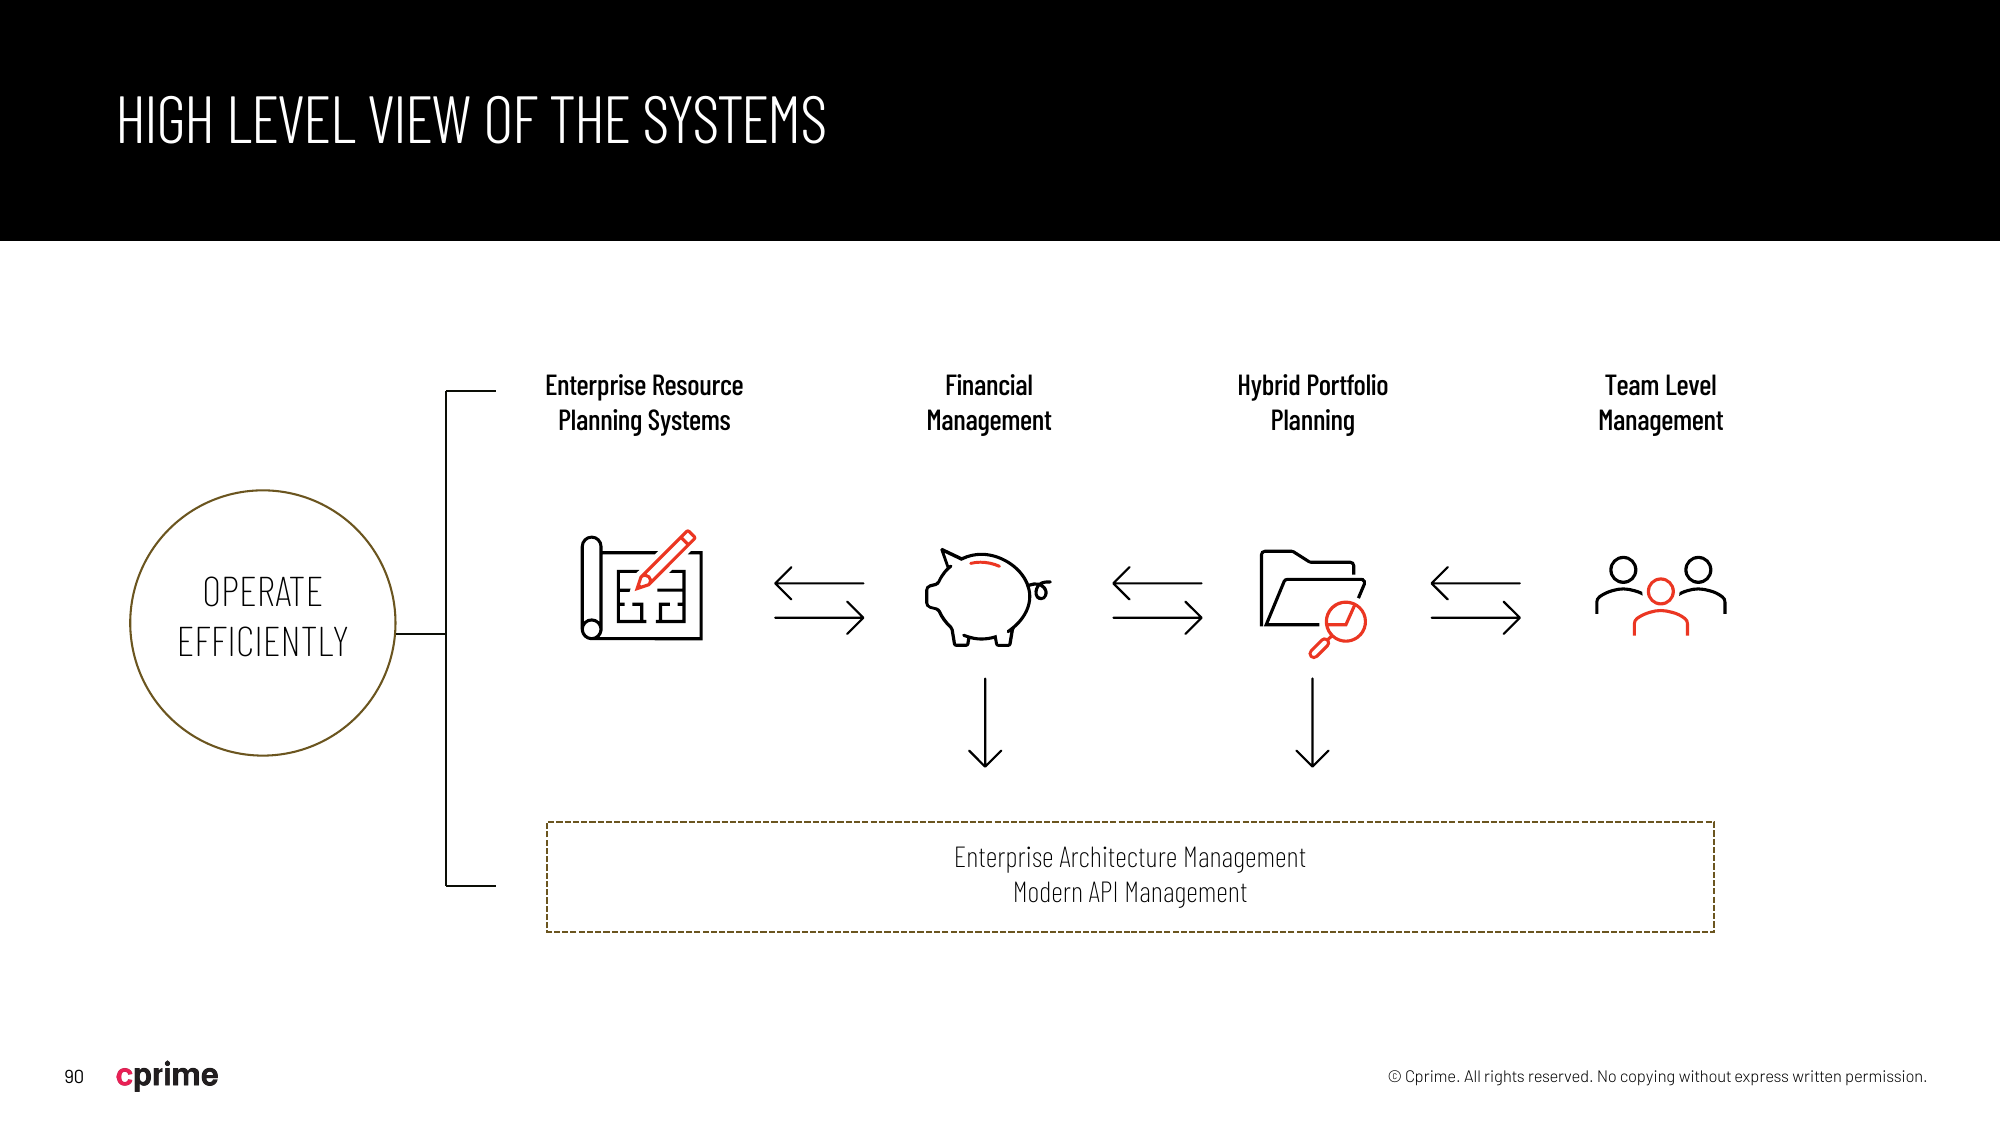 HIGH LEVEL VIEW OF THE SYSTEMS
Enterprise Resource
Planning Systems
Financial
Management
Hybrid Portfolio
Planning
Team Level
Management
OPERATE
EFFICIENTLY
Enterprise Architecture Management
Modern API Management
90
cprime
© Cprime. All rights reserved. No copying without express written permission.